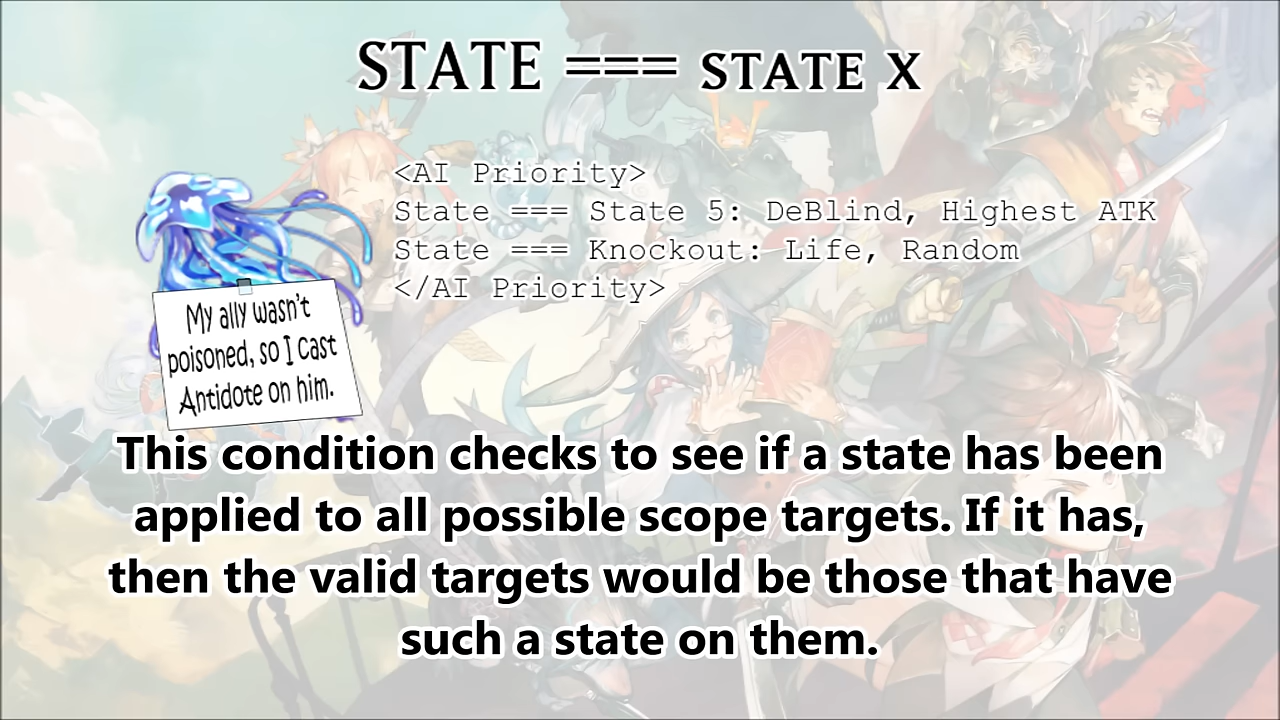 STATE === STATE X
<AI Priority>
State === State 5: DeBlind, Highest ATK
State === Knockout: Life, Random
</AI Priority>
My ally wasn't
poisoned, so I cast
Antidote on him.
This condition checks to see if a state has been
applied to all possible scope targets. If it has,
then the valid targets would be those that have
such a state on them.